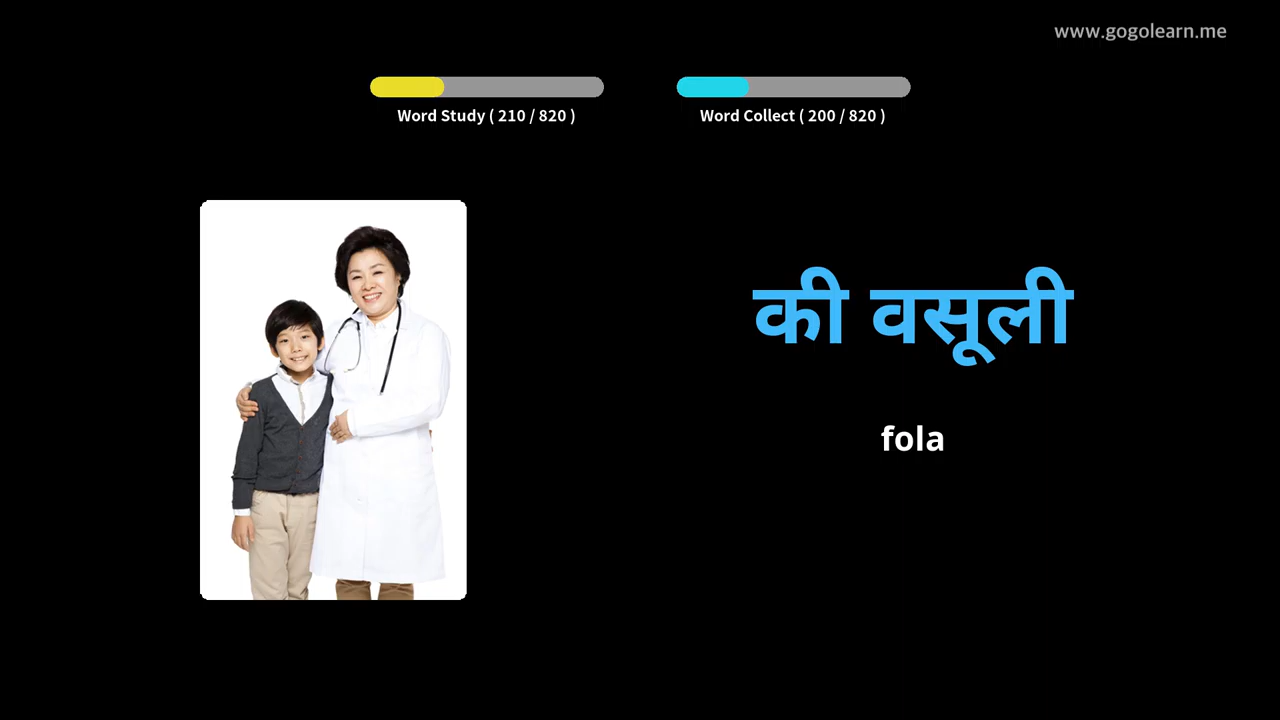 www.gogolearn.me
Word Study ( 210 / 820 )
Word Collect ( 200 / 820 )
की वसूली
fola